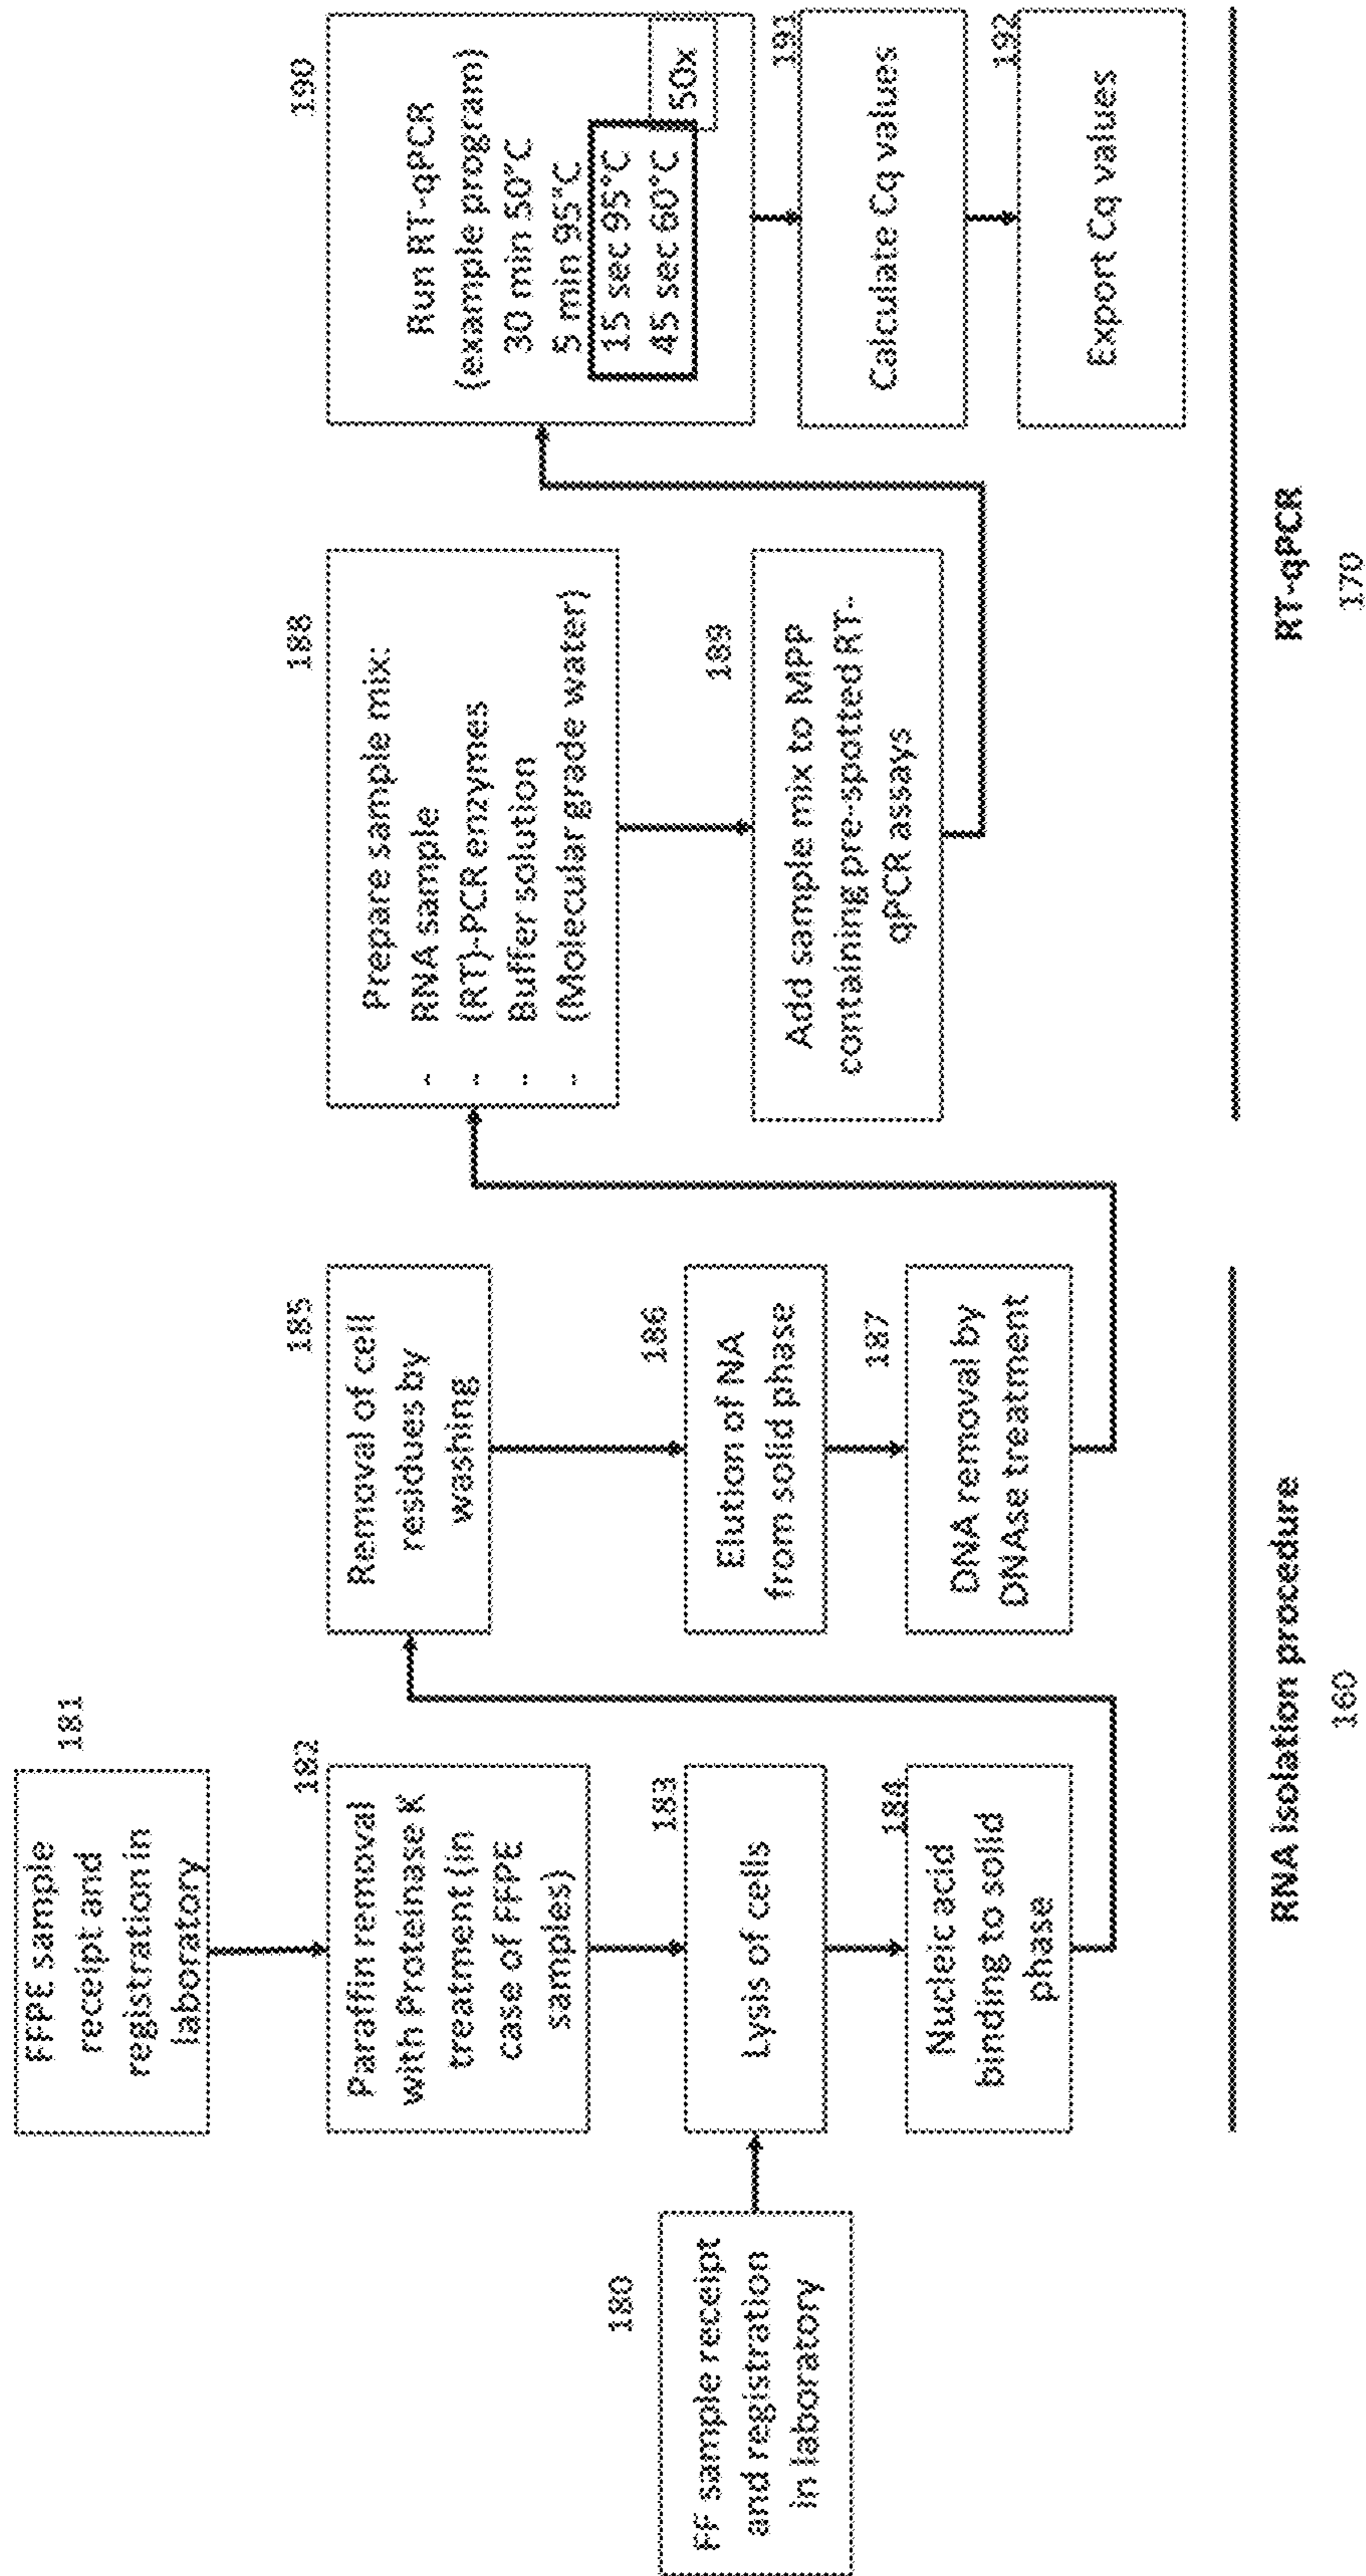 181
FFPE sample
receipt and
registration in
laboratory
182
Paraffin removal
with Proteinase K
treatment (in
case of FFPE
samples)
180
FF sample receipt
and registration
in laboratory
183
Lysis of cells
184
Nucleic acid
binding to solid
phase
185
Removal of cell
residues by
washing
186
Elution of NA
from solid phase
187
DNA removal by
DNAse treatment
RNA isolation procedure
160
188
Prepare sample mix:
- RNA sample
- (RT)-PCR enzymes
- Buffer solution
- (Molecular grade water)
189
Add sample mix to MPP
containing pre-spotted RT-
qPCR assays
190
Run RT-qPCR
(example program)
30 min 50°C
5 min 95°C
15 sec 95°C
45 sec 60°C
50x
191
Calculate Cq values
192
Export Cq values
RT-qPCR
170